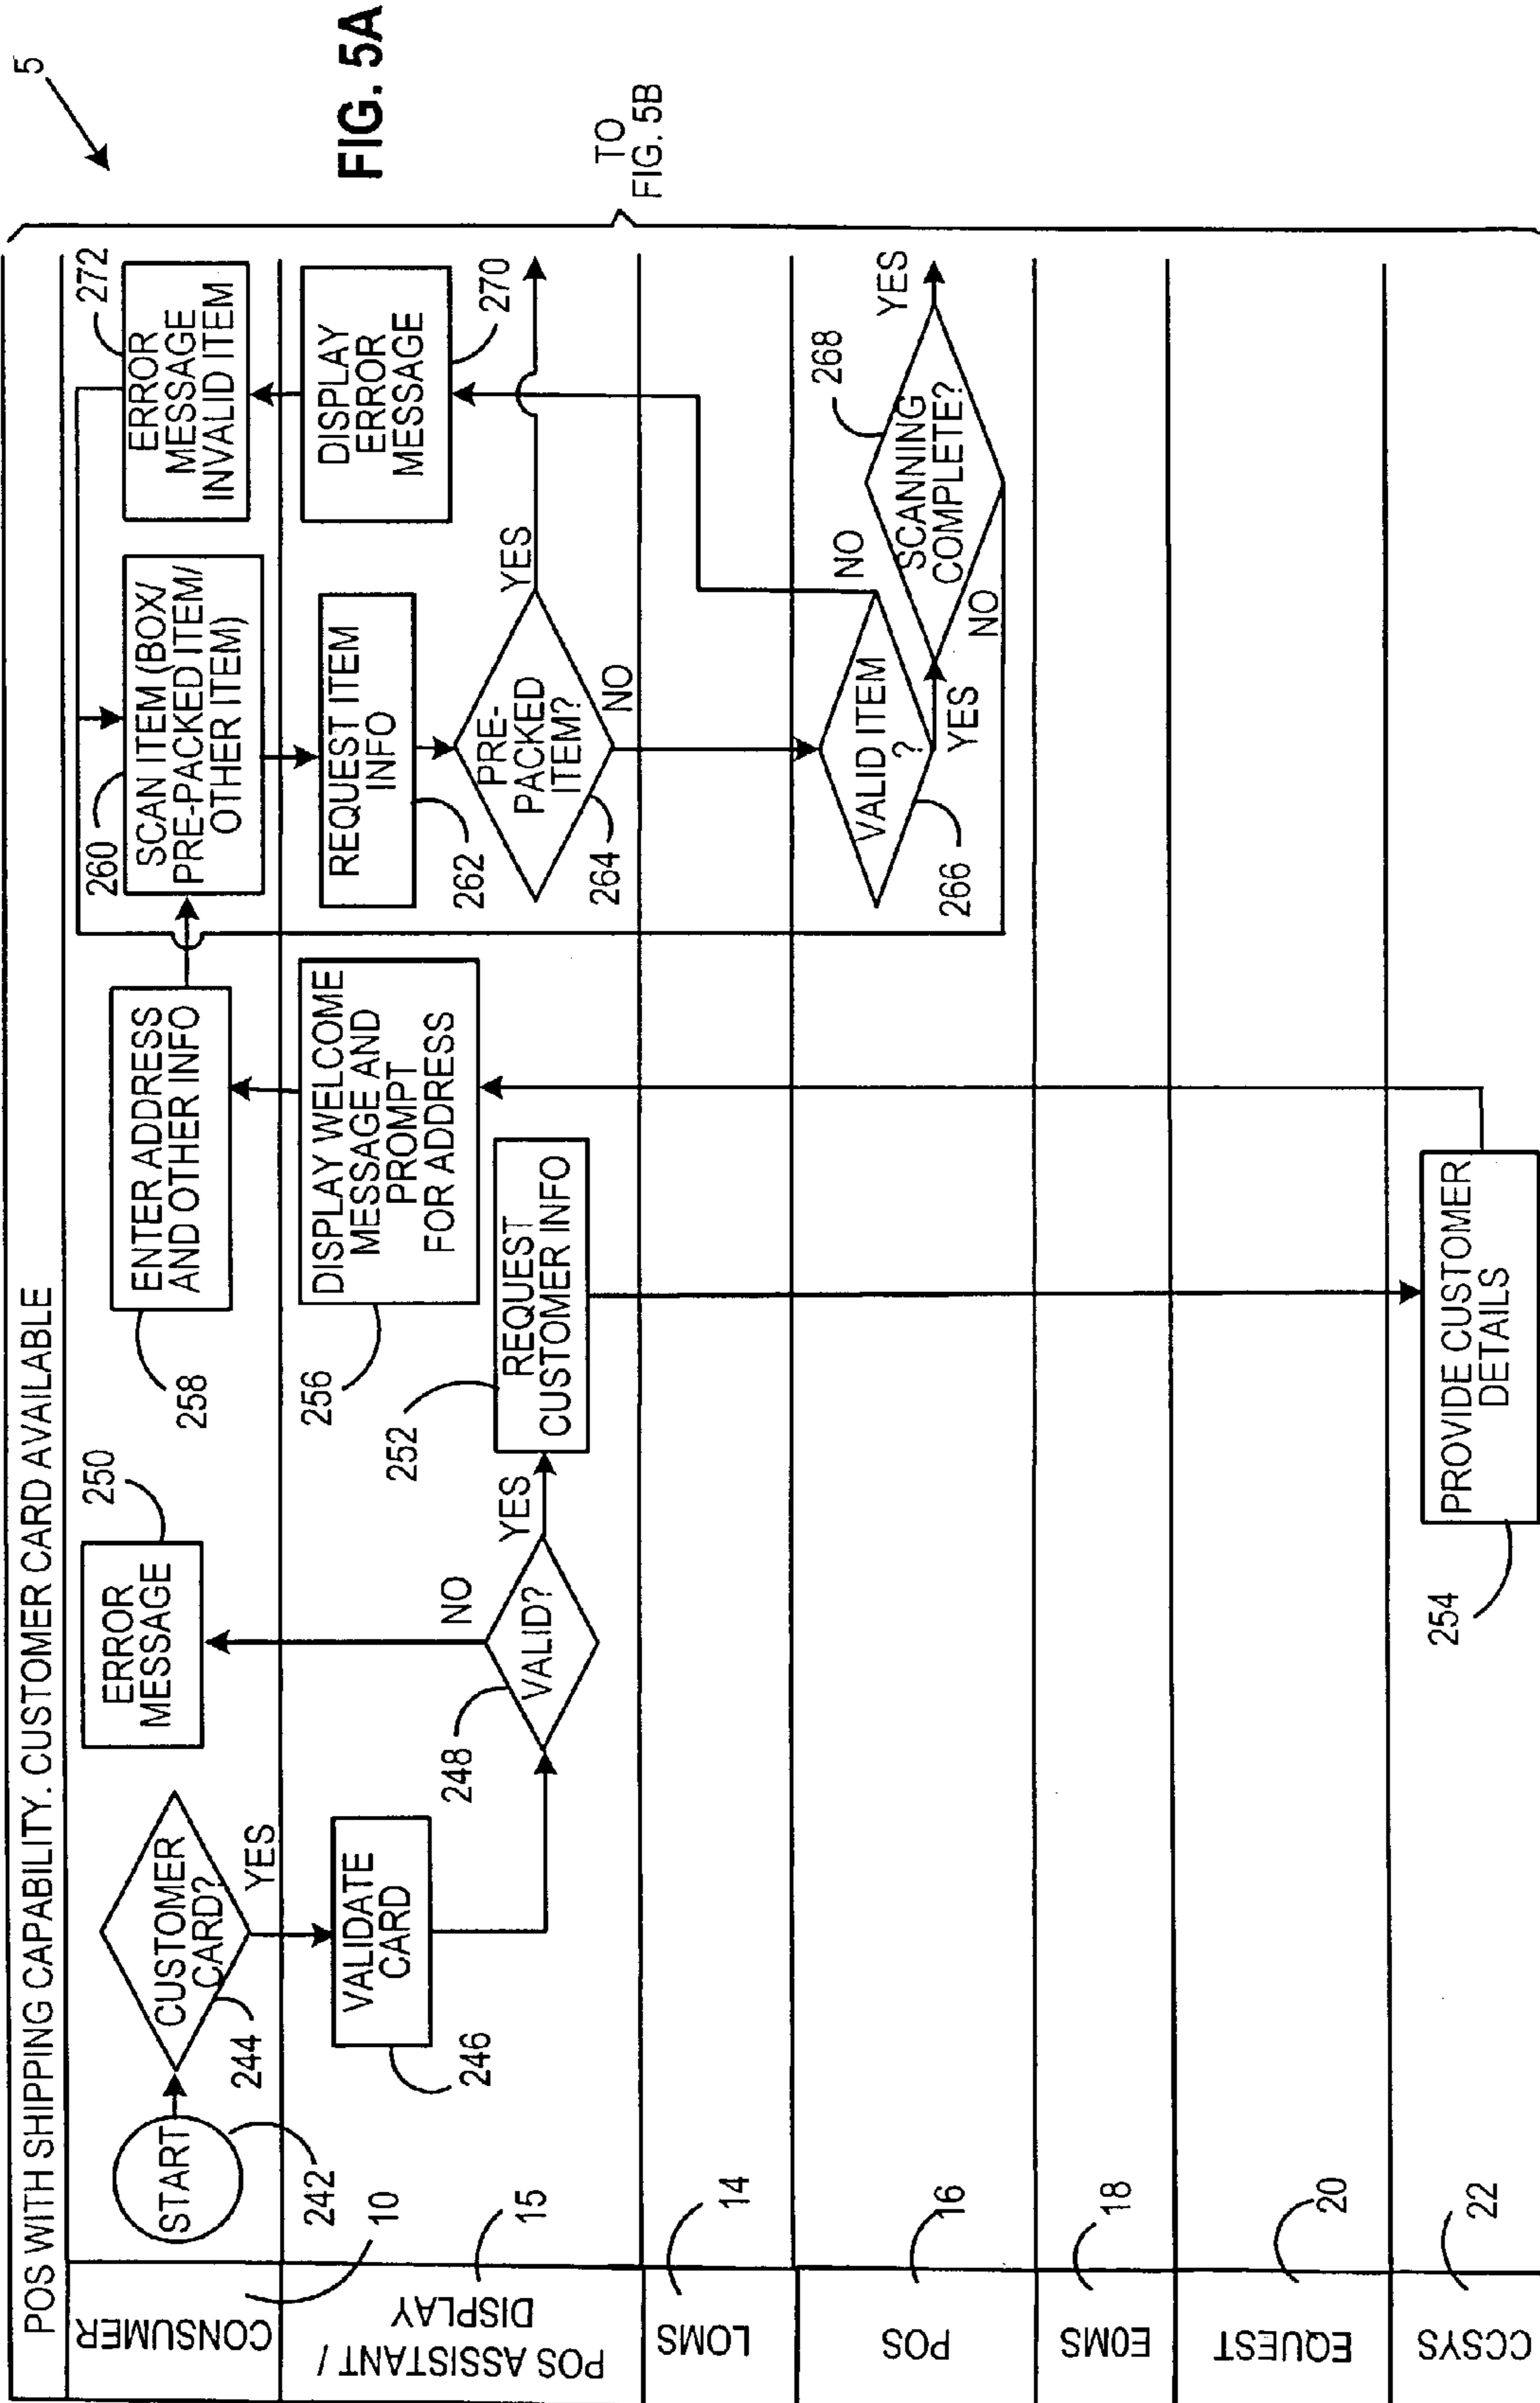 5
FIG. 5A
TO
FIG. 5B
POS WITH SHIPPING CAPABILITY. CUSTOMER CARD AVAILABLE
CONSUMER
10
START
242
CUSTOMER
CARD?
244
YES
ERROR
MESSAGE
250
ENTER ADDRESS
AND OTHER INFO
258
SCAN ITEM (BOX/
PRE-PACKED ITEM/
OTHER ITEM)
260
ERROR
MESSAGE
INVALID ITEM
272
POS ASSISTANT /
DISPLAY
15
VALIDATE
CARD
246
VALID?
248
NO
YES
REQUEST
CUSTOMER INFO
252
DISPLAY WELCOME
MESSAGE AND
PROMPT
FOR ADDRESS
256
REQUEST ITEM
INFO
262
PRE-
PACKED
ITEM?
264
YES
NO
DISPLAY
ERROR
MESSAGE
270
LOMS
14
POS
16
VALID ITEM
?
266
NO
YES
SCANNING
COMPLETE?
268
YES
NO
EOMS
18
EQUEST
20
CCSYS
22
PROVIDE CUSTOMER
DETAILS
254